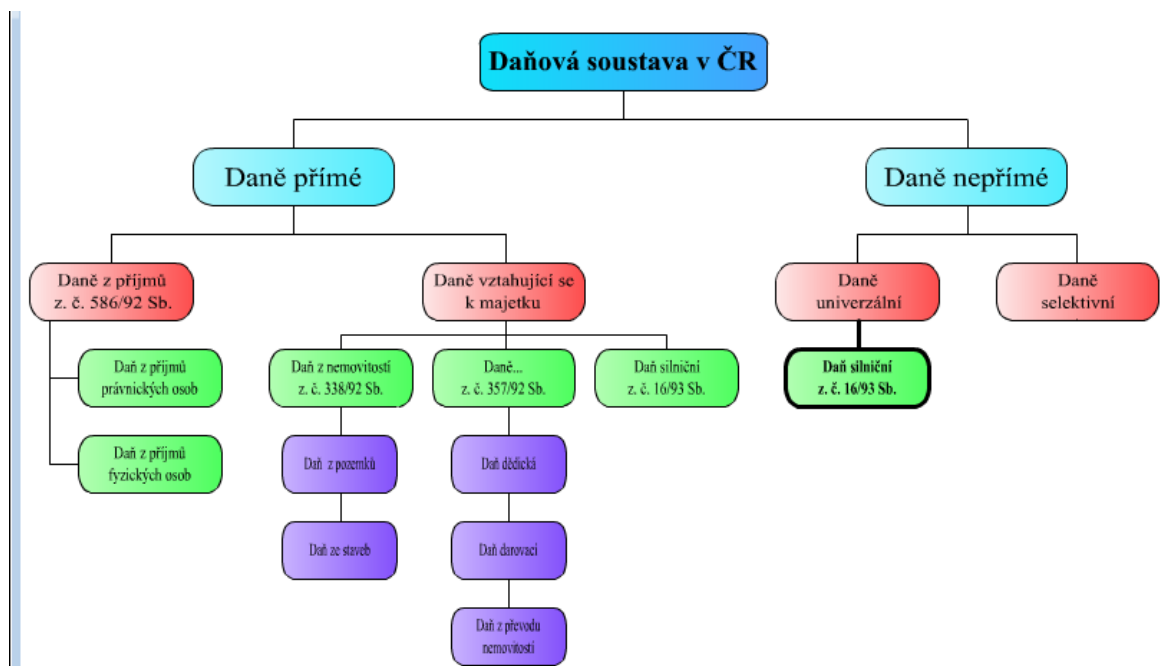 Daňová soustava v ČR
Daně přímé
Daně nepřímé
Daně z příjmů
z. č. 586/92 Sb.
Daně vztahující se
k majetku
Daně
univerzální
Daně
selektivní
Daň z příjmů
právnických osob
Daň z nemovitostí
z. č. 338/92 Sb.
Daně...
z. č. 357/92 Sb.
Daň silniční
z. č. 16/93 Sb.
Daň silniční
z. č. 16/93 Sb.
Daň z příjmů
fyzických osob
Daň z pozemků
Daň dědická
Daň ze staveb
Daň darovací
Daň z převodu
nemovitostí